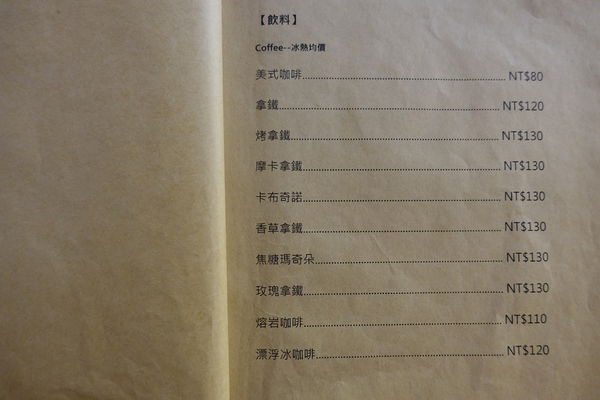 【飲料】
Coffee--冰熱均價
美式咖啡 NT$80
拿鐵 NT$120
烤拿鐵 NT$130
摩卡拿鐵 NT$130
卡布奇諾 NT$130
香草拿鐵 NT$130
焦糖瑪奇朵 NT$130
玫瑰拿鐵 NT$130
熔岩咖啡 NT$110
漂浮冰咖啡 NT$120